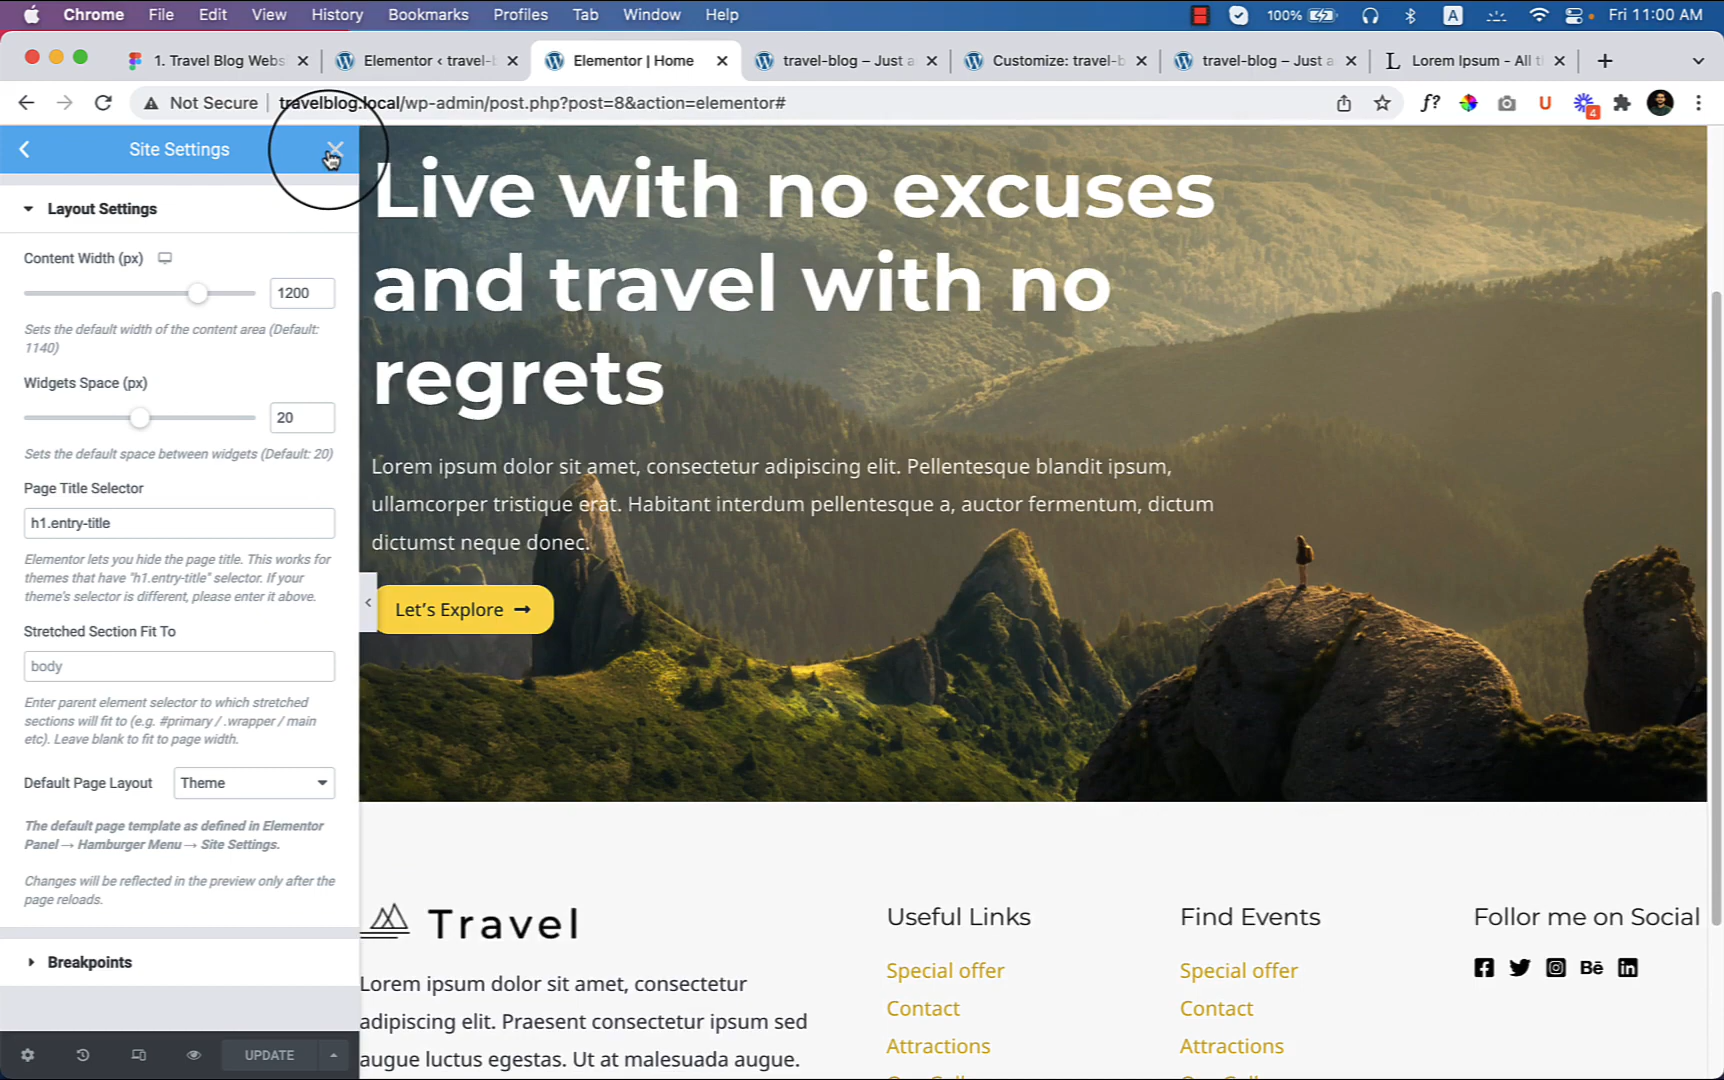 Chrome File Edit View History Bookmarks Profiles Tab Window Help 100% A Fri 11:00 AM
1. Travel Blog Webs Elementor ‹ travel-b Elementor | Home travel-blog – Just a Customize: travel-b travel-blog – Just a L Lorem Ipsum - All t
Not Secure travelblog.local/wp-admin/post.php?post=8&action=elementor# f? U 4
Site Settings
Layout Settings
Content Width (px)
1200
Sets the default width of the content area (Default:
1140)
Widgets Space (px)
20
Sets the default space between widgets (Default: 20)
Page Title Selector
h1.entry-title
Elementor lets you hide the page title. This works for
themes that have "h1.entry-title" selector. If your
theme's selector is different, please enter it above.
Stretched Section Fit To
body
Enter parent element selector to which stretched
sections will fit to (e.g. #primary / .wrapper / main
etc). Leave blank to fit to page width.
Default Page Layout Theme
The default page template as defined in Elementor
Panel → Hamburger Menu → Site Settings.
Changes will be reflected in the preview only after the
page reloads.
Breakpoints
UPDATE
Live with no excuses
and travel with no
regrets
Lorem ipsum dolor sit amet, consectetur adipiscing elit. Pellentesque blandit ipsum,
ullamcorper tristique erat. Habitant interdum pellentesque a, auctor fermentum, dictum
dictumst neque donec.
Let's Explore →
Travel
Lorem ipsum dolor sit amet, consectetur
adipiscing elit. Praesent consectetur ipsum sed
augue luctus egestas. Ut at malesuada augue.
Useful Links
Special offer
Contact
Attractions
Find Events
Special offer
Contact
Attractions
Follor me on Social
Bē